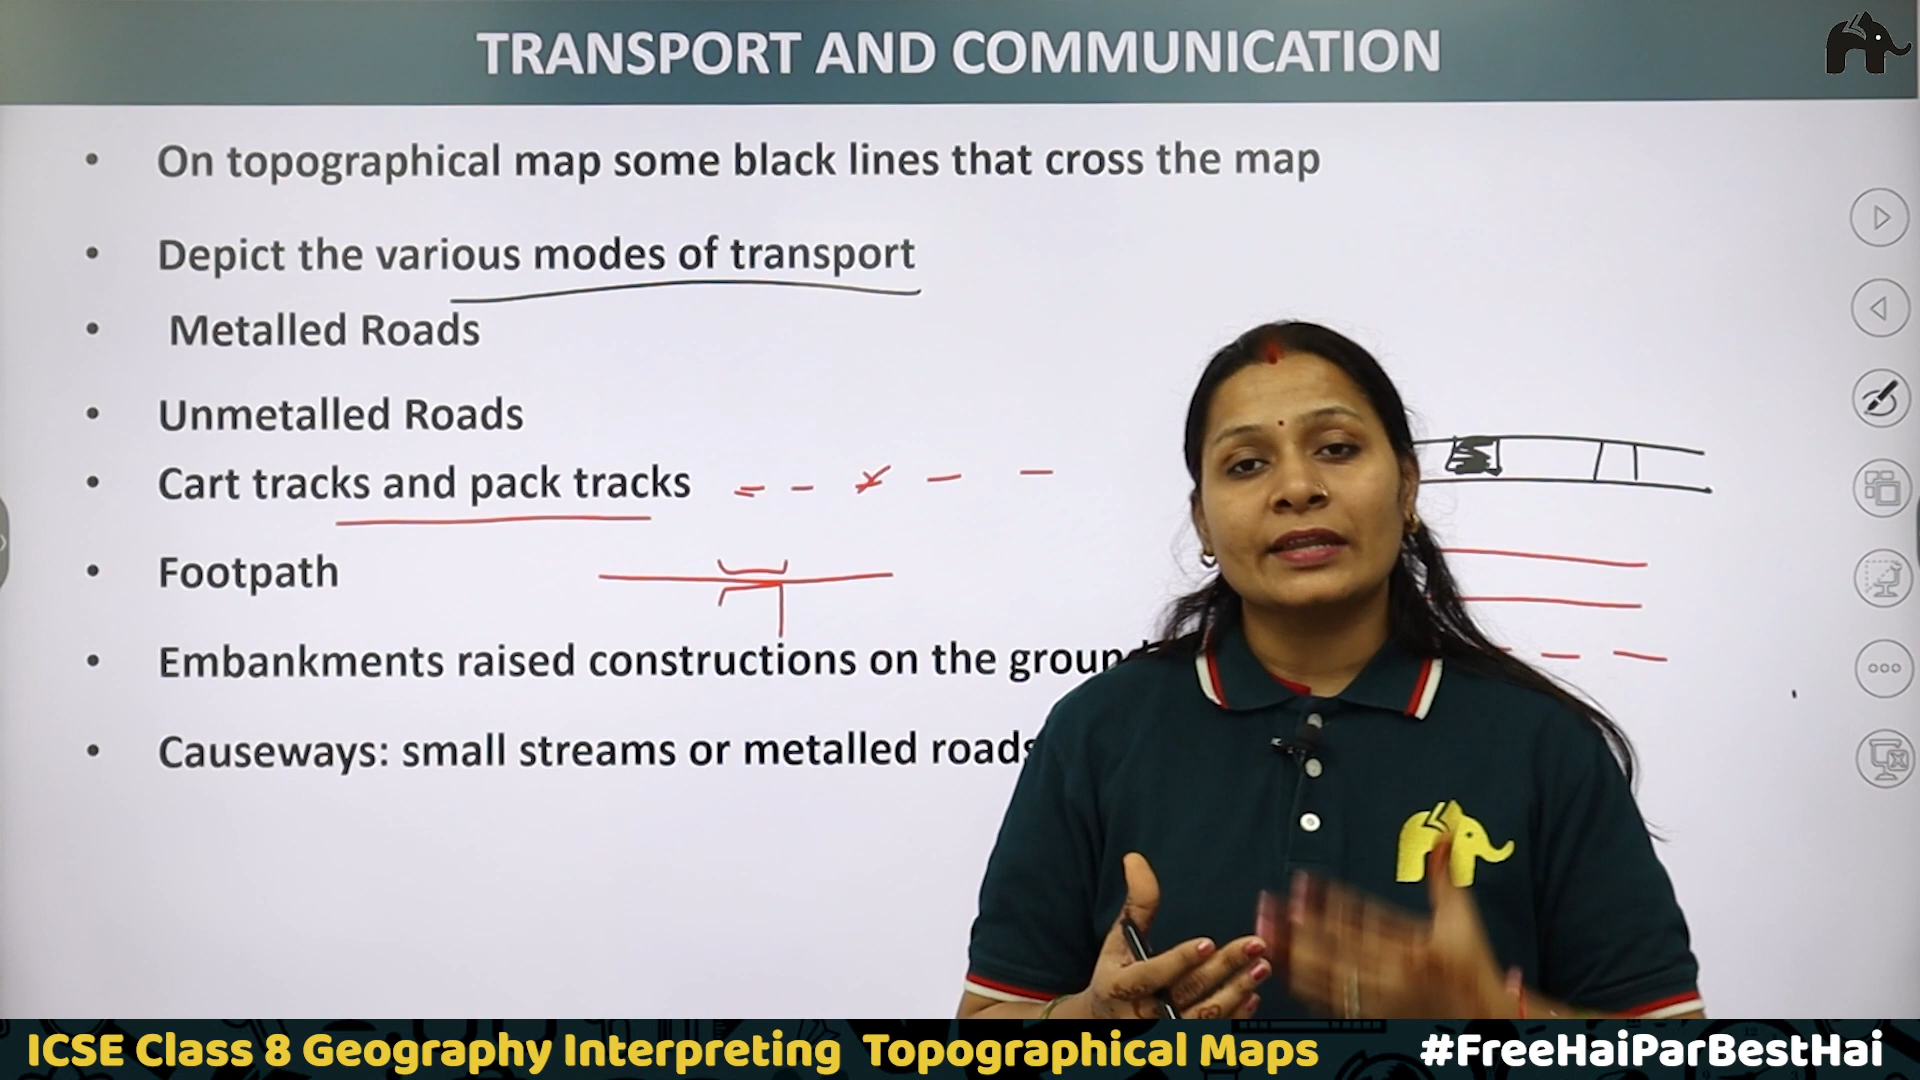 TRANSPORT AND COMMUNICATION
• On topographical map some black lines that cross the map
• Depict the various modes of transport
• Metalled Roads
• Unmetalled Roads
• Cart tracks and pack tracks
• Footpath
• Embankments raised constructions on the ground
• Causeways: small streams or metalled roads
ICSE Class 8 Geography Interpreting Topographical Maps
#FreeHaiParBestHai